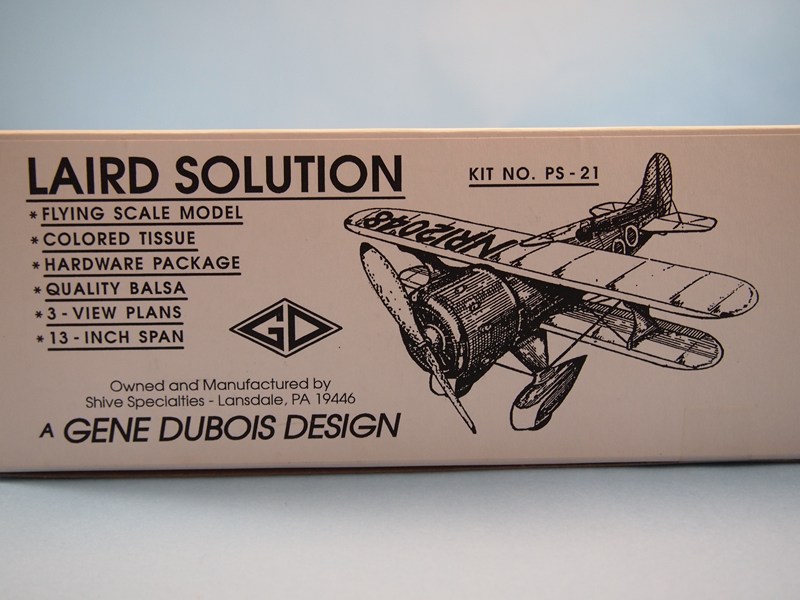 LAIRD SOLUTION
KIT NO. PS-21
* FLYING SCALE MODEL
* COLORED TISSUE
* HARDWARE PACKAGE
* QUALITY BALSA
* 3-VIEW PLANS
* 13-INCH SPAN
NR12048
GD
Owned and Manufactured by
Shive Specialties - Lansdale, PA 19446
A GENE DUBOIS DESIGN